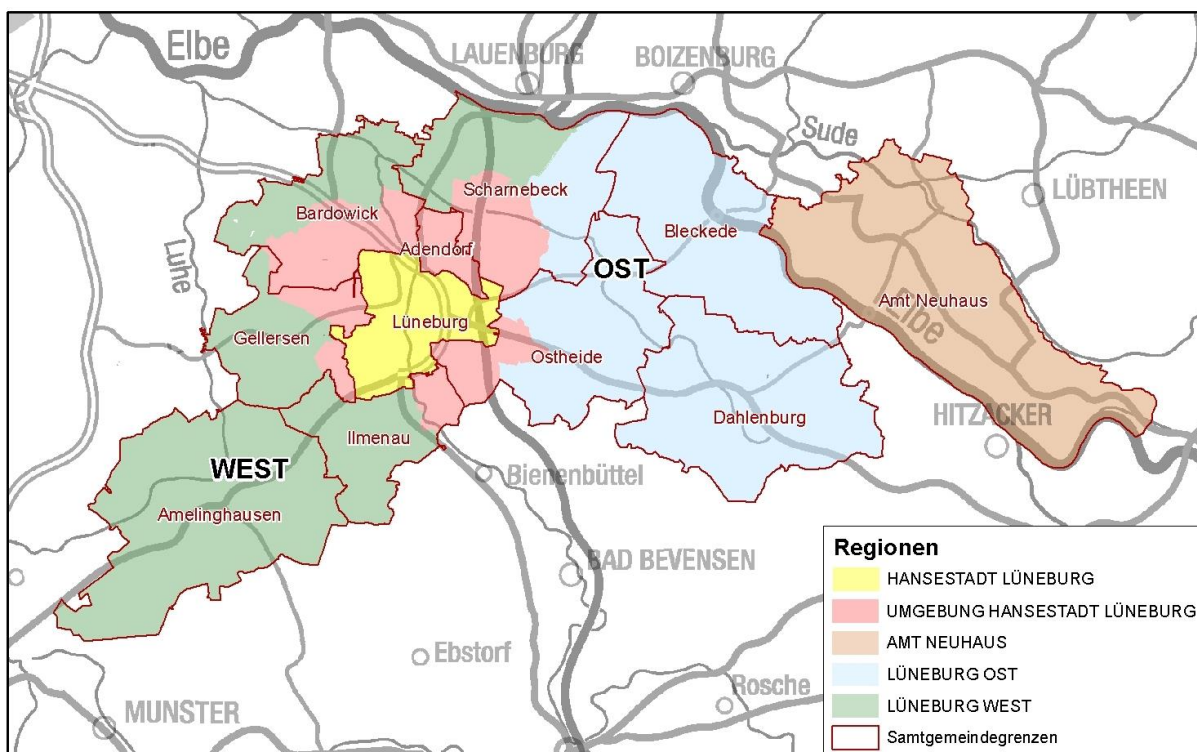 Elbe
LAUENBURG
BOIZENBURG
Sude
LÜBTHEEN
Scharnebeck
Bardowick
Bleckede
Adendorf
Luhe
OST
Amt Neuhaus
Elbe
Lüneburg
Gellersen
Ostheide
Dahlenburg
HITZACKER
Ilmenau
WEST
Bienenbüttel
Amelinghausen
BAD BEVENSEN
Ebstorf
Rosche
MUNSTER
Regionen
HANSESTADT LÜNEBURG
UMGEBUNG HANSESTADT LÜNEBURG
AMT NEUHAUS
LÜNEBURG OST
LÜNEBURG WEST
Samtgemeindegrenzen